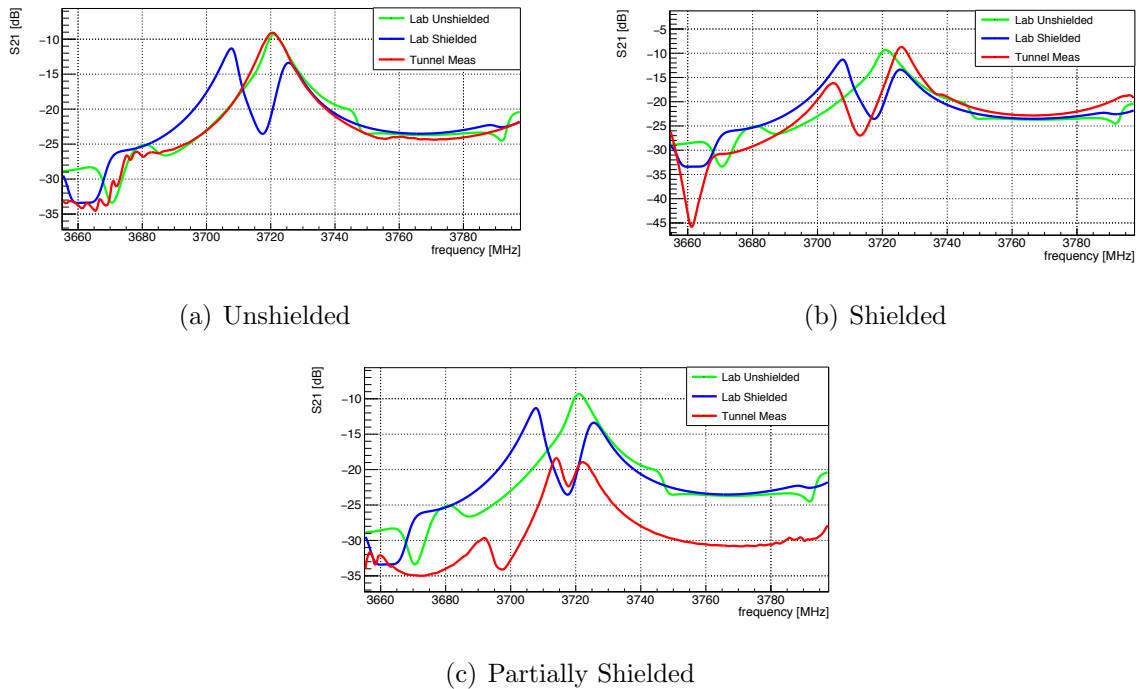 S21 [dB]
Lab Unshielded
Lab Shielded
Tunnel Meas
−10
−15
−20
−25
−30
−35
3660 3680 3700 3720 3740 3760 3780
frequency [MHz]
(a) Unshielded
S21 [dB]
Lab Unshielded
Lab Shielded
Tunnel Meas
−5
−10
−15
−20
−25
−30
−35
−40
−45
3660 3680 3700 3720 3740 3760 3780
frequency [MHz]
(b) Shielded
S21 [dB]
Lab Unshielded
Lab Shielded
Tunnel Meas
−10
−15
−20
−25
−30
−35
3660 3680 3700 3720 3740 3760 3780
frequency [MHz]
(c) Partially Shielded